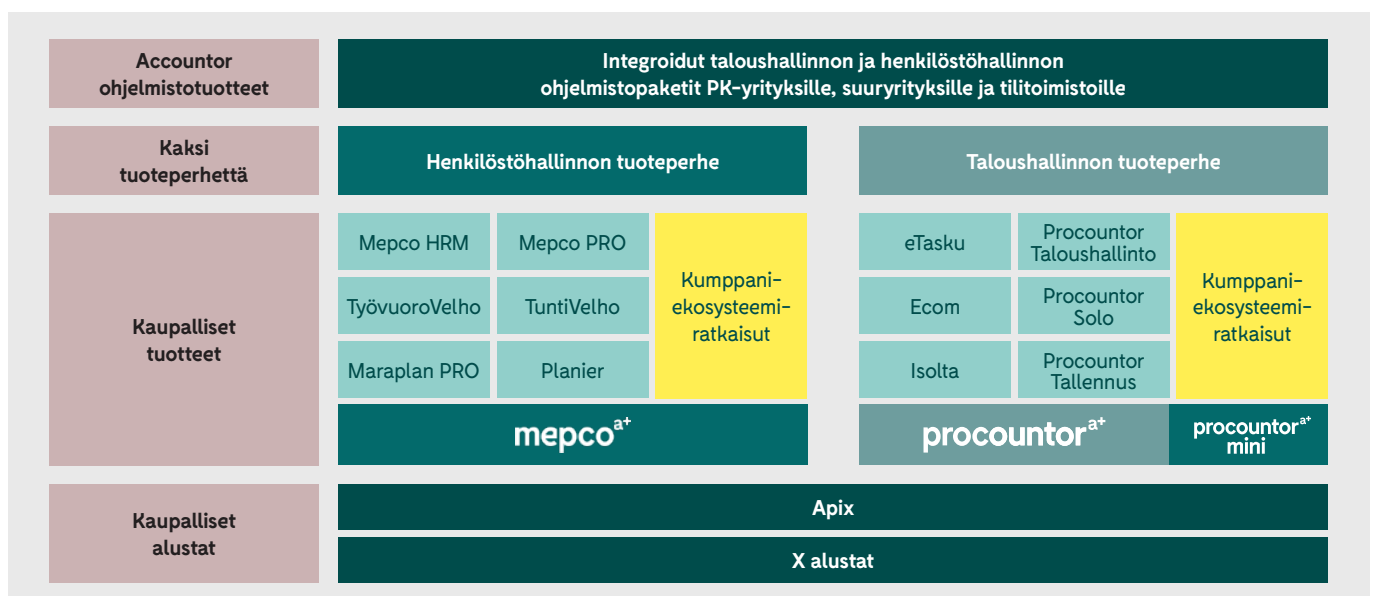 Accountor
ohjelmistotuotteet
Integroidut taloushallinnon ja henkilöstöhallinnon
ohjelmistopaketit PK-yrityksille, suuryrityksille ja tilitoimistoille
Kaksi
tuoteperhettä
Henkilöstöhallinnon tuoteperhe
Taloushallinnon tuoteperhe
Kaupalliset
tuotteet
Mepco HRM
Mepco PRO
TyövuoroVelho
TuntiVelho
Maraplan PRO
Planier
Kumppani-
ekosysteemi-
ratkaisut
mepco a+
eTasku
Procountor
Taloushallinto
Ecom
Procountor
Solo
Isolta
Procountor
Tallennus
Kumppani-
ekosysteemi-
ratkaisut
procountor a+
procountor a+
mini
Kaupalliset
alustat
Apix
X alustat